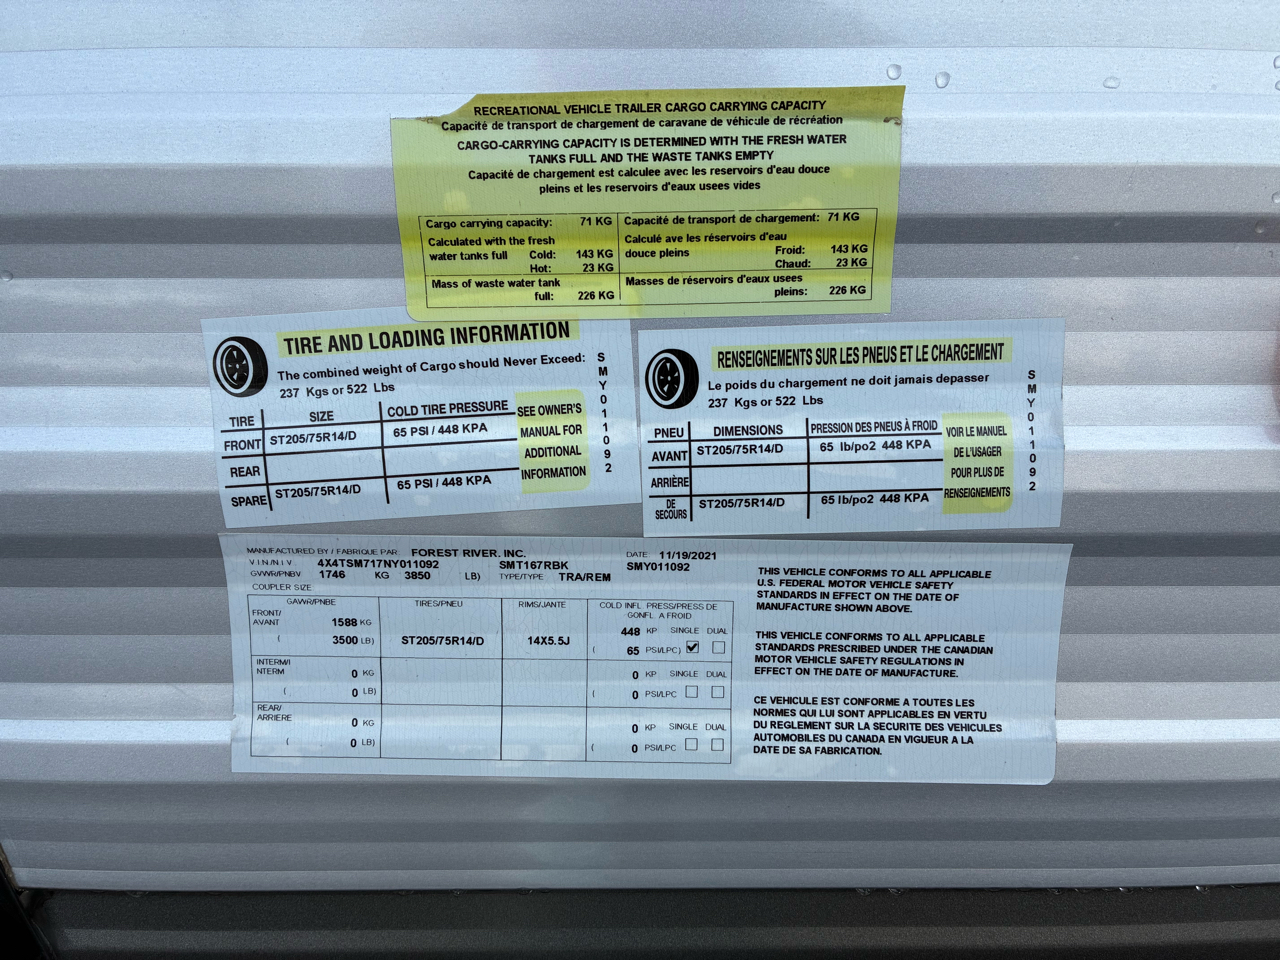 RECREATIONAL VEHICLE TRAILER CARGO CARRYING CAPACITY
Capacité de transport de chargement de caravane de véhicule de récréation
CARGO-CARRYING CAPACITY IS DETERMINED WITH THE FRESH WATER
TANKS FULL AND THE WASTE TANKS EMPTY
Capacité de chargement est calculee avec les reservoirs d'eau douce
pleins et les reservoirs d'eaux usees vides
Cargo carrying capacity: 71 KG
Calculated with the fresh
water tanks full Cold: 143 KG
Hot: 23 KG
Mass of waste water tank
full: 226 KG
Capacité de transport de chargement: 71 KG
Calculé ave les réservoirs d'eau
douce pleins Froid: 143 KG
Chaud: 23 KG
Masses de réservoirs d'eaux usees
pleins: 226 KG
TIRE AND LOADING INFORMATION
The combined weight of Cargo should Never Exceed:
237 Kgs or 522 Lbs
TIRE SIZE COLD TIRE PRESSURE
FRONT ST205/75R14/D 65 PSI / 448 KPA
REAR
SPARE ST205/75R14/D 65 PSI / 448 KPA
SEE OWNER'S
MANUAL FOR
ADDITIONAL
INFORMATION
SMY011092
RENSEIGNEMENTS SUR LES PNEUS ET LE CHARGEMENT
Le poids du chargement ne doit jamais depasser
237 Kgs or 522 Lbs
PNEU DIMENSIONS PRESSION DES PNEUS À FROID
AVANT ST205/75R14/D 65 lb/po2 448 KPA
ARRIÈRE
DE
SECOURS ST205/75R14/D 65 lb/po2 448 KPA
VOIR LE MANUEL
DE L'USAGER
POUR PLUS DE
RENSEIGNEMENTS
SMY011092
MANUFACTURED BY / FABRIQUE PAR: FOREST RIVER. INC. DATE 11/19/2021
V.I.N./N.I.V. 4X4TSM717NY011092 SMT167RBK SMY011092
GVWR/PNBV 1746 KG 3850 LB) TYPE/TYPE TRA/REM
COUPLER SIZE
GAWR/PNBE TIRES/PNEU RIMS/JANTE COLD INFL. PRESS/PRESS DE
GONFL. A FROID
FRONT/
AVANT 1588 KG 448 KP SINGLE DUAL
( 3500 LB) ST205/75R14/D 14X5.5J ( 65 PSI/LPC)
INTERM/I
NTERM 0 KG 0 KP SINGLE DUAL
( 0 LB) ( 0 PSI/LPC
REAR/
ARRIERE 0 KG 0 KP SINGLE DUAL
( 0 LB) ( 0 PSI/LPC
THIS VEHICLE CONFORMS TO ALL APPLICABLE
U.S. FEDERAL MOTOR VEHICLE SAFETY
STANDARDS IN EFFECT ON THE DATE OF
MANUFACTURE SHOWN ABOVE.
THIS VEHICLE CONFORMS TO ALL APPLICABLE
STANDARDS PRESCRIBED UNDER THE CANADIAN
MOTOR VEHICLE SAFETY REGULATIONS IN
EFFECT ON THE DATE OF MANUFACTURE.
CE VEHICULE EST CONFORME A TOUTES LES
NORMES QUI LUI SONT APPLICABLES EN VERTU
DU REGLEMENT SUR LA SECURITE DES VEHICULES
AUTOMOBILES DU CANADA EN VIGUEUR A LA
DATE DE SA FABRICATION.